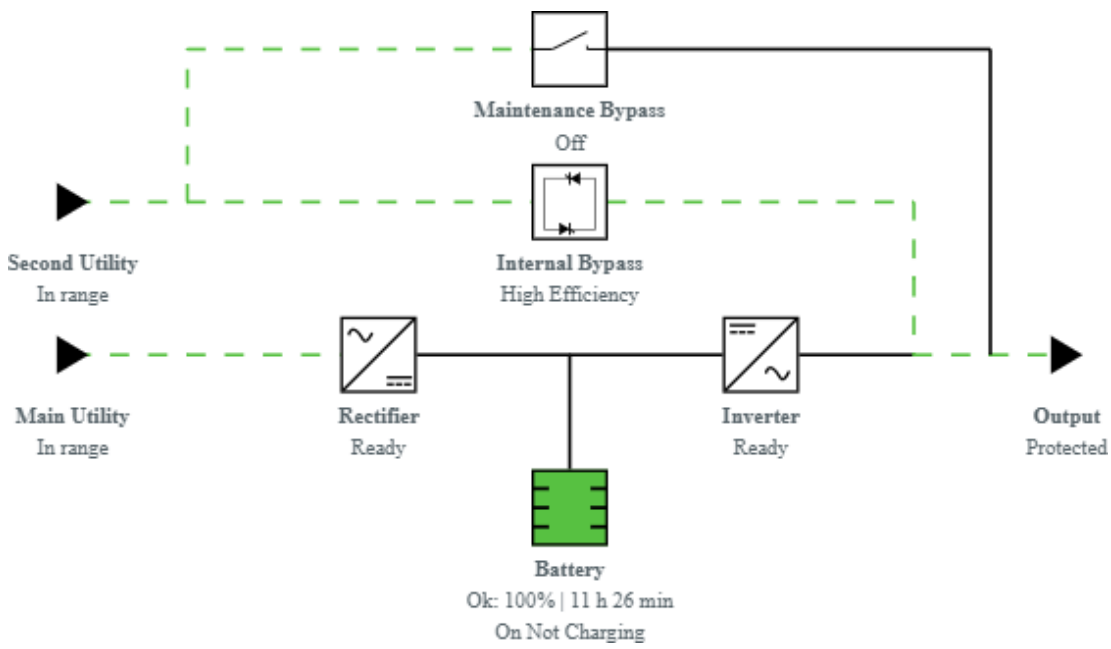 Maintenance Bypass
Off
Second Utility
In range
Internal Bypass
High Efficiency
Main Utility
In range
Rectifier
Ready
Inverter
Ready
Output
Protected
Battery
Ok: 100% | 11 h 26 min
On Not Charging